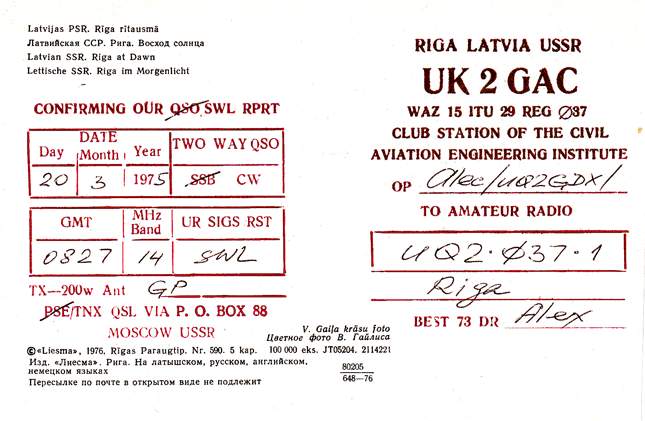 Latvijas PSR. Rīga rītausmā
Латвийская ССР. Рига. Восход солнца
Latvian SSR. Riga at Dawn
Lettische SSR. Riga im Morgenlicht
CONFIRMING OUR QSO/SWL RPRT
DATE TWO WAY QSO
Day Month Year
20 3 1975 SSB CW
GMT MHz Band UR SIGS RST
0827 14 SWL
TX—200w Ant GP
PSE/TNX QSL VIA P. O. BOX 88
MOSCOW USSR
V. Gaiļa krāsu foto
Цветное фото В. Гайлиса
©«Liesma», 1976. Rīgas Paraugtip. Nr. 590. 5 kap. 100 000 eks. JT05204. 2114221
Изд. «Лиесма». Рига. На латышском, русском, английском,
немецком языках
Пересылке по почте в открытом виде не подлежит
80205
648—76
RIGA LATVIA USSR
UK 2 GAC
WAZ 15 ITU 29 REG Ø37
CLUB STATION OF THE CIVIL
AVIATION ENGINEERING INSTITUTE
OP Alec/UQ2GDX/
TO AMATEUR RADIO
UQ2·Ø37·1
Riga
BEST 73 DR Alex